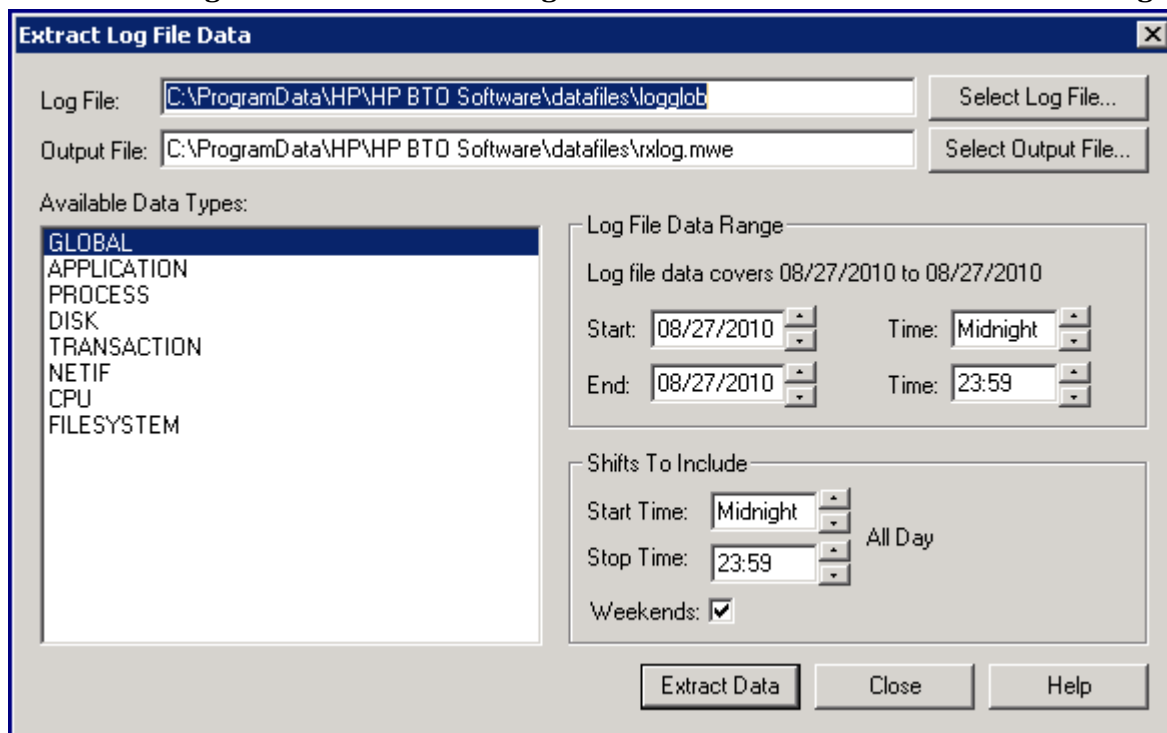 Extract Log File Data
Log File: C:\ProgramData\HP\HP BTO Software\datafiles\logglob Select Log File...
Output File: C:\ProgramData\HP\HP BTO Software\datafiles\rxlog.mwe Select Output File...
Available Data Types:
GLOBAL
APPLICATION
PROCESS
DISK
TRANSACTION
NETIF
CPU
FILESYSTEM
Log File Data Range
Log file data covers 08/27/2010 to 08/27/2010
Start: 08/27/2010 Time: Midnight
End: 08/27/2010 Time: 23:59
Shifts To Include
Start Time: Midnight
All Day
Stop Time: 23:59
Weekends:
Extract Data Close Help